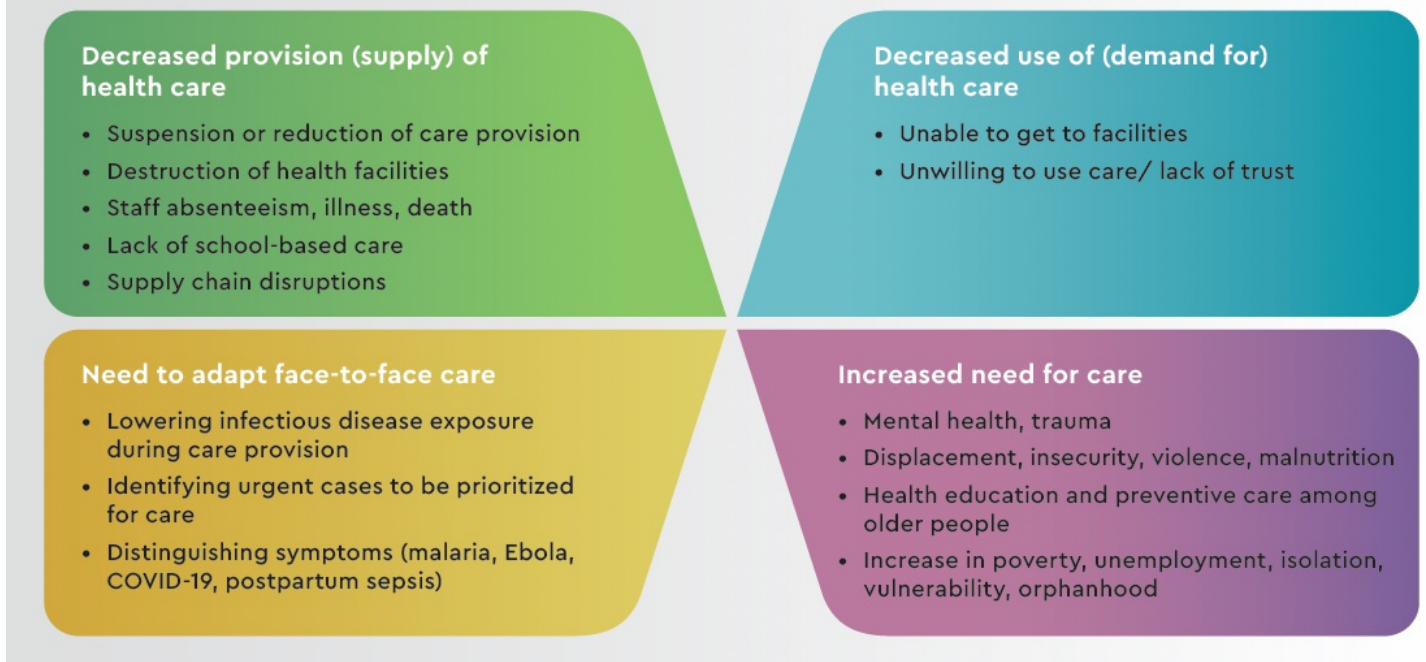 Decreased provision (supply) of
health care
• Suspension or reduction of care provision
• Destruction of health facilities
• Staff absenteeism, illness, death
• Lack of school-based care
• Supply chain disruptions
Decreased use of (demand for)
health care
• Unable to get to facilities
• Unwilling to use care/ lack of trust
Need to adapt face-to-face care
• Lowering infectious disease exposure
during care provision
• Identifying urgent cases to be prioritized
for care
• Distinguishing symptoms (malaria, Ebola,
COVID-19, postpartum sepsis)
Increased need for care
• Mental health, trauma
• Displacement, insecurity, violence, malnutrition
• Health education and preventive care among
older people
• Increase in poverty, unemployment, isolation,
vulnerability, orphanhood